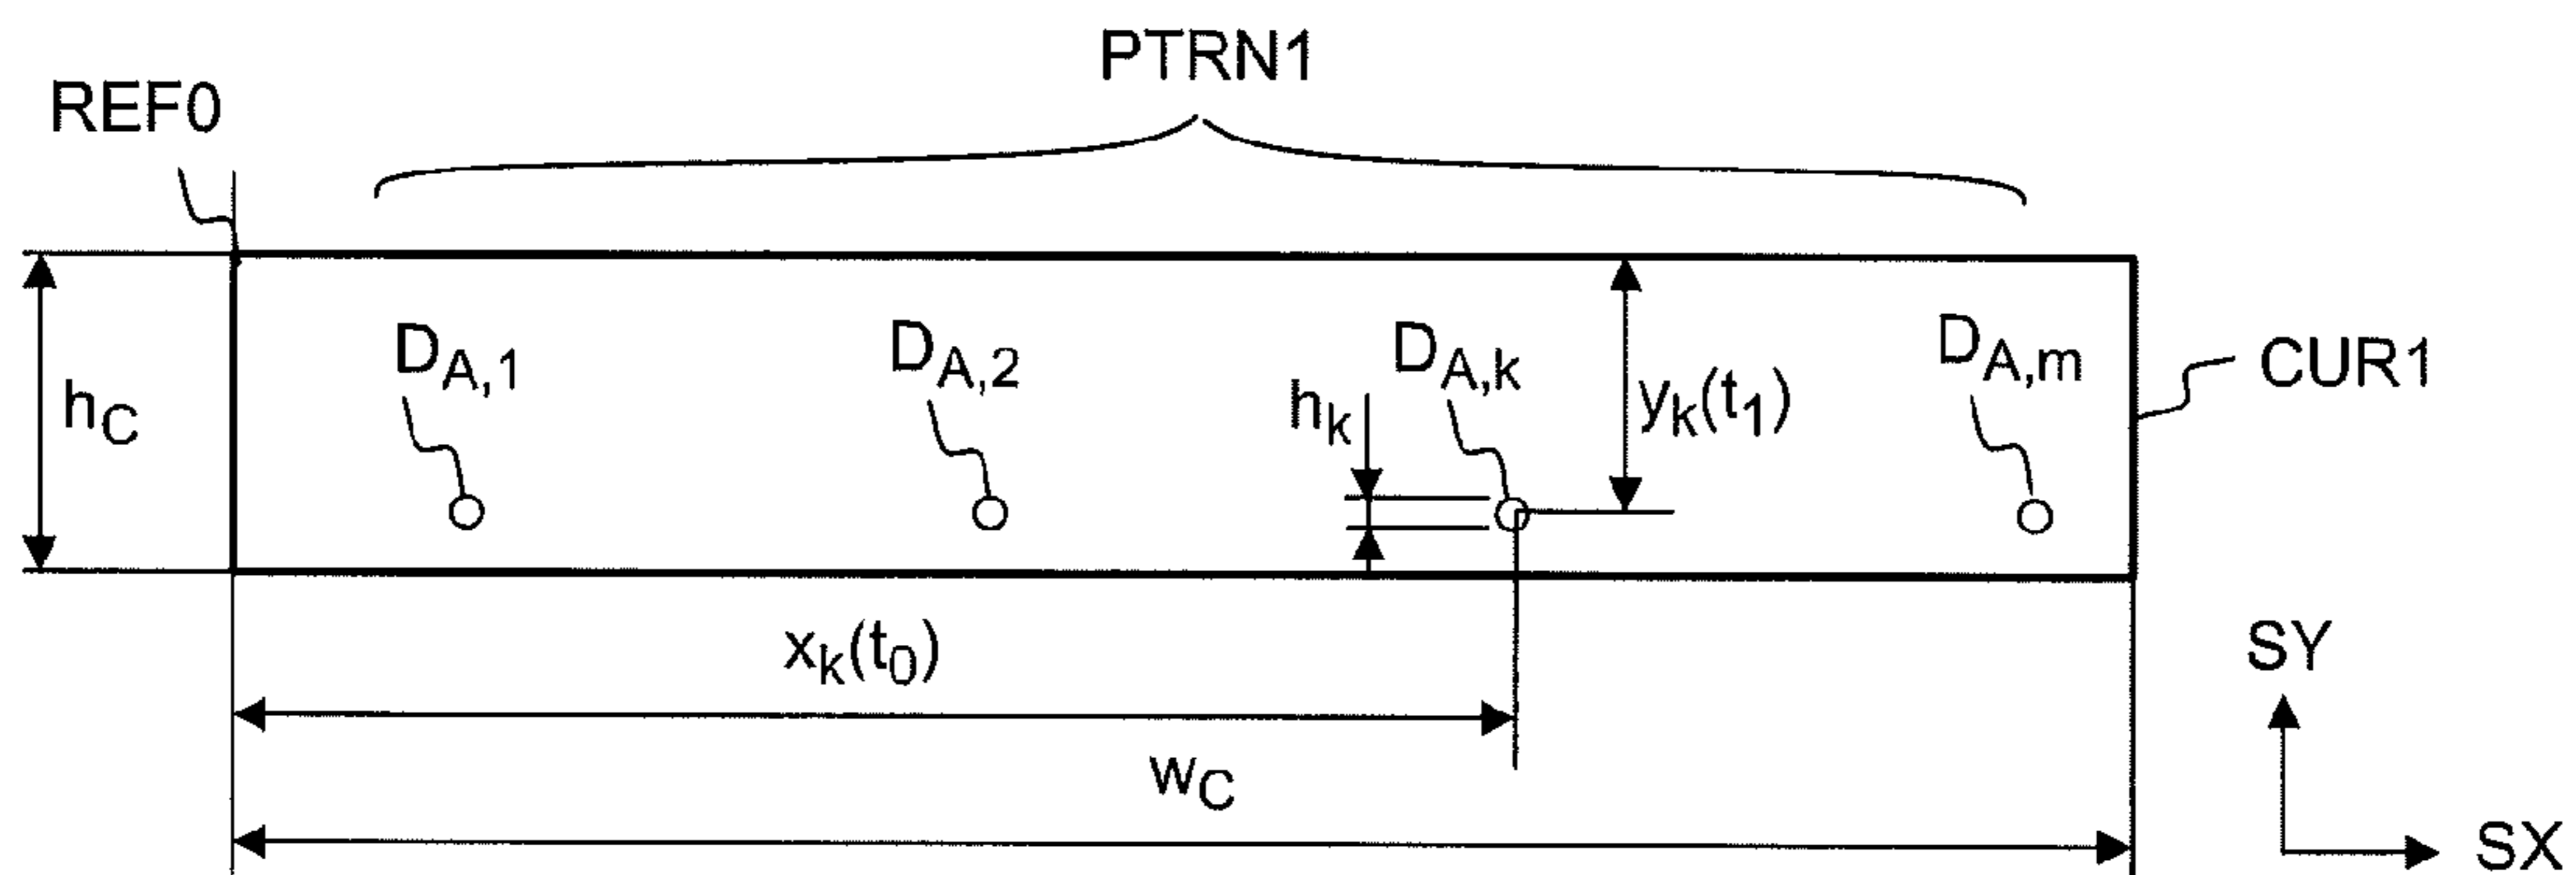 PTRN1
REF0
D_A,1 D_A,2 D_A,k D_A,m
h_C h_k y_k(t_1) CUR1
x_k(t_0)
SY
w_C
SX